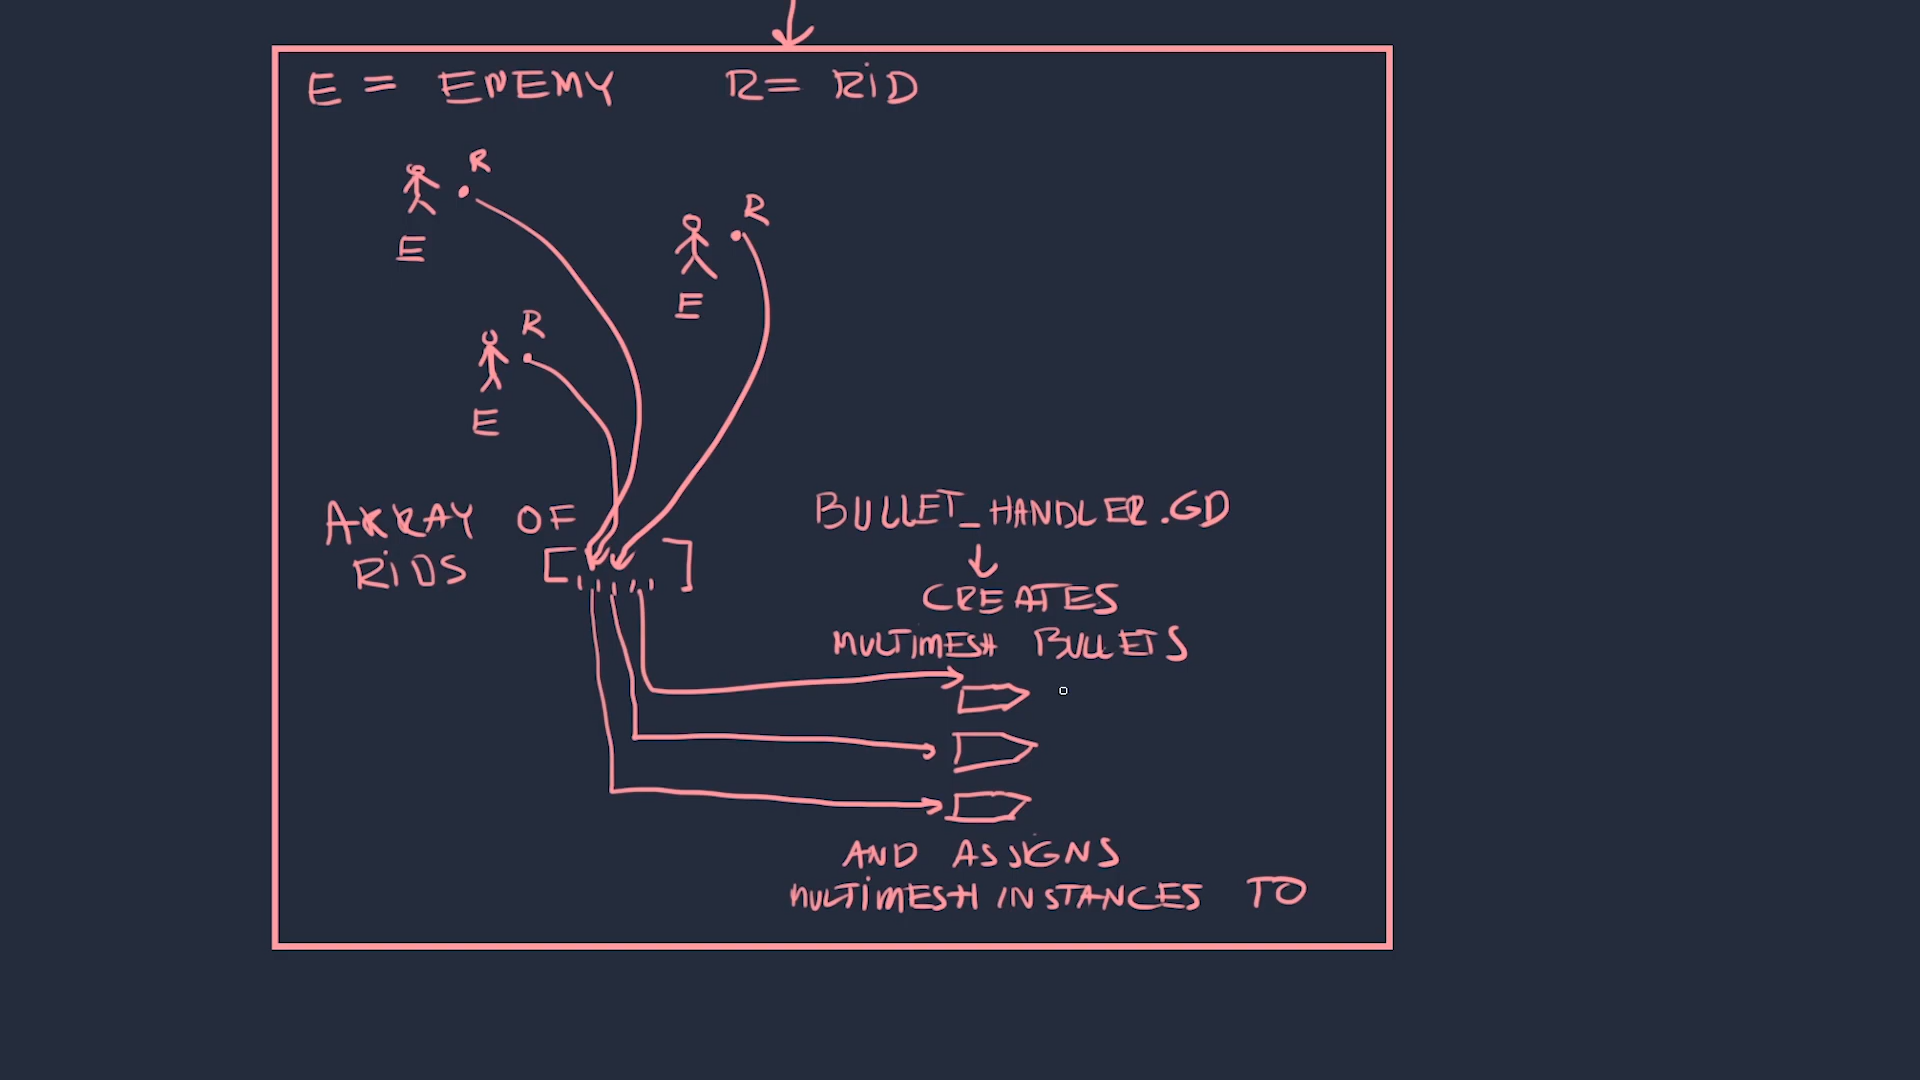 E = ENEMY R = RiD
R
R
E
E
R
E
ARRAY OF
RiDS
BULLET_HANDLER.GD
CREATES
MULTiMESH BULLETS
AND ASSIGNS
MULTiMESH INSTANCES TO